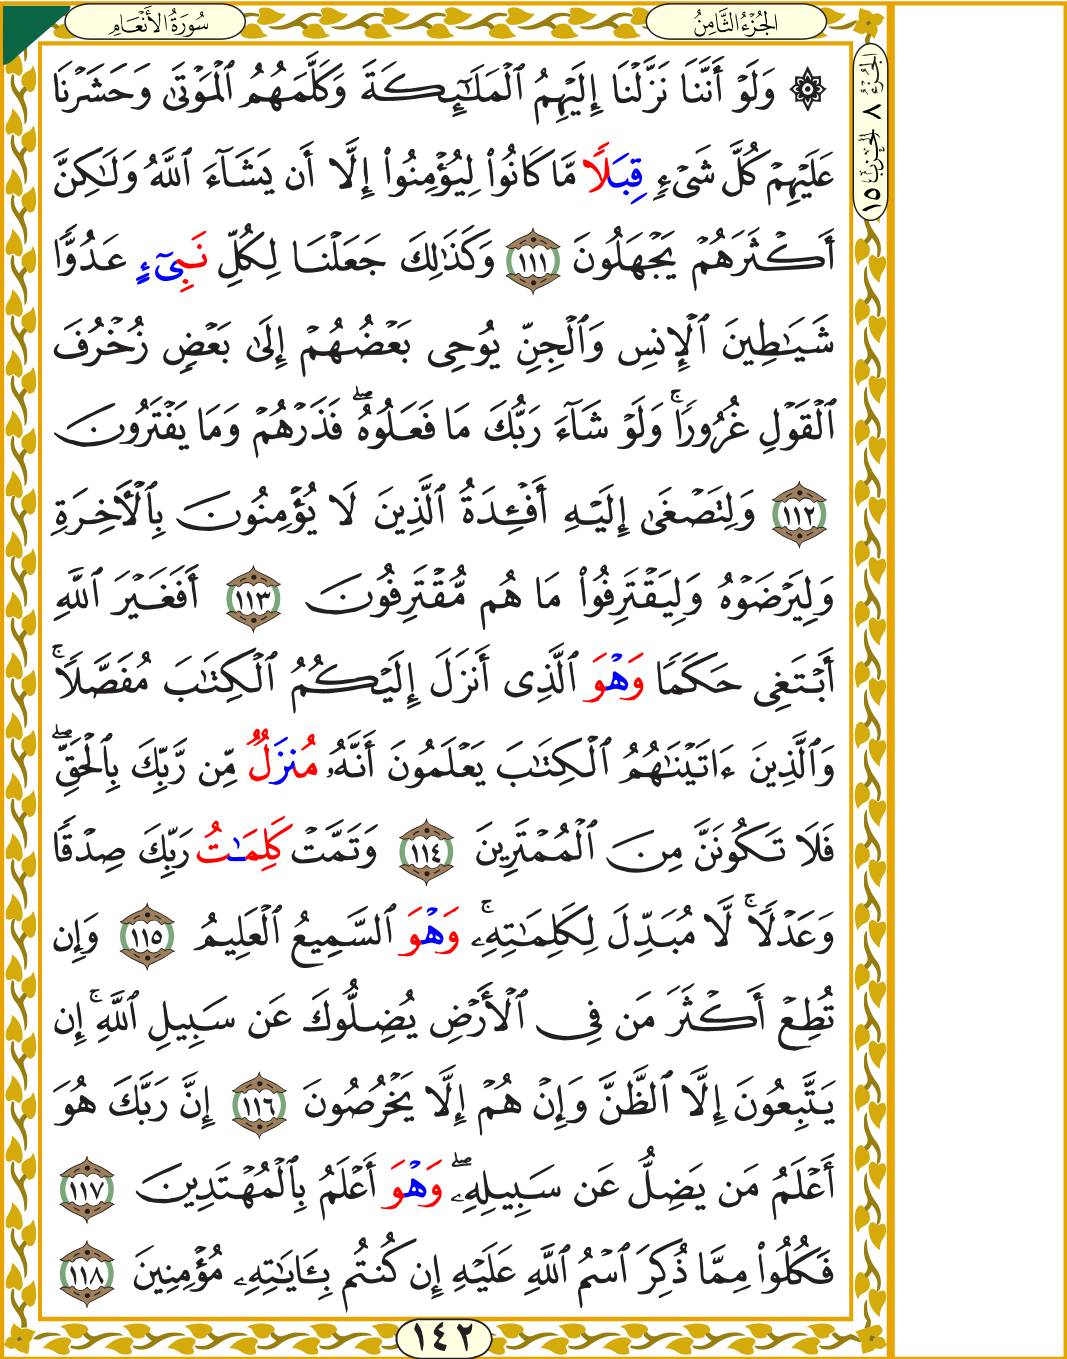 سُورَةُ الأَنْعَامِ
الجُزْءُ الثَّامِنُ
الجزء ٨ الحزب ١٥
۞ وَلَوْ أَنَّنَا نَزَّلْنَا إِلَيْهِمُ ٱلْمَلَٰٓئِكَةَ وَكَلَّمَهُمُ ٱلْمَوْتَىٰ وَحَشَرْنَا
عَلَيْهِمْ كُلَّ شَىْءٍ قِبَلًا مَّا كَانُوا۟ لِيُؤْمِنُوٓا۟ إِلَّا أَن يَشَآءَ ٱللَّهُ وَلَٰكِنَّ
أَكْثَرَهُمْ يَجْهَلُونَ ١١١ وَكَذَٰلِكَ جَعَلْنَا لِكُلِّ نَبِىٓءٍ عَدُوًّا
شَيَٰطِينَ ٱلْإِنسِ وَٱلْجِنِّ يُوحِى بَعْضُهُمْ إِلَىٰ بَعْضٍ زُخْرُفَ
ٱلْقَوْلِ غُرُورًا ۚ وَلَوْ شَآءَ رَبُّكَ مَا فَعَلُوهُ ۖ فَذَرْهُمْ وَمَا يَفْتَرُونَ
١١٢ وَلِتَصْغَىٰ إِلَيْهِ أَفْـِٔدَةُ ٱلَّذِينَ لَا يُؤْمِنُونَ بِٱلْأَخِرَةِ
وَلِيَرْضَوْهُ وَلِيَقْتَرِفُوا۟ مَا هُم مُّقْتَرِفُونَ ١١٣ أَفَغَيْرَ ٱللَّهِ
أَبْتَغِى حَكَمًا وَهْوَ ٱلَّذِى أَنزَلَ إِلَيْكُمُ ٱلْكِتَٰبَ مُفَصَّلًا ۚ
وَٱلَّذِينَ ءَاتَيْنَٰهُمُ ٱلْكِتَٰبَ يَعْلَمُونَ أَنَّهُۥ مُنزَلٌ مِّن رَّبِّكَ بِٱلْحَقِّ ۖ
فَلَا تَكُونَنَّ مِنَ ٱلْمُمْتَرِينَ ١١٤ وَتَمَّتْ كَلِمَٰتُ رَبِّكَ صِدْقًا
وَعَدْلًا ۚ لَّا مُبَدِّلَ لِكَلِمَٰتِهِۦ ۚ وَهْوَ ٱلسَّمِيعُ ٱلْعَلِيمُ ١١٥ وَإِن
تُطِعْ أَكْثَرَ مَن فِى ٱلْأَرْضِ يُضِلُّوكَ عَن سَبِيلِ ٱللَّهِ ۚ إِن
يَتَّبِعُونَ إِلَّا ٱلظَّنَّ وَإِنْ هُمْ إِلَّا يَخْرُصُونَ ١١٦ إِنَّ رَبَّكَ هُوَ
أَعْلَمُ مَن يَضِلُّ عَن سَبِيلِهِۦ ۖ وَهْوَ أَعْلَمُ بِٱلْمُهْتَدِينَ ١١٧
فَكُلُوا۟ مِمَّا ذُكِرَ ٱسْمُ ٱللَّهِ عَلَيْهِ إِن كُنتُم بِـَٔايَٰتِهِۦ مُؤْمِنِينَ ١١٨
١٤٢